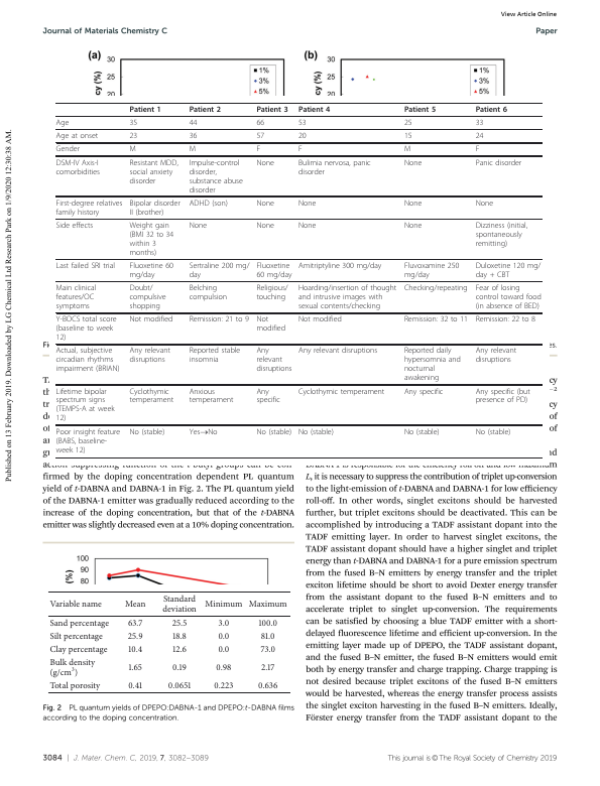 View Article Online
Journal of Materials Chemistry C
Paper
Published on 13 February 2019. Downloaded by LG Chemical Ltd Research Park on 1/9/2020 12:30:38 AM.
(a) 30
25
20
cy (%)
1%
3%
5%
(b) 30
25
20
cy (%)
1%
3%
5%
Patient 1 Patient 2 Patient 3 Patient 4 Patient 5 Patient 6
Age 35 44 66 53 25 33
Age at onset 23 36 57 20 15 24
Gender M M F F M F
DSM-IV Axis-I Resistant MDD, Impulse-control None Bulimia nervosa, panic None Panic disorder
comorbidities social anxiety disorder, disorder
disorder substance abuse
disorder
First-degree relatives Bipolar disorder ADHD (son) None None None None
family history II (brother)
Side effects Weight gain None None None None Dizziness (initial,
(BMI 32 to 34 spontaneously
within 3 remitting)
months)
Last failed SRI trial Fluoxetine 60 Sertraline 200 mg/ Fluoxetine Amitriptyline 300 mg/day Fluvoxamine 250 Duloxetine 120 mg/
mg/day day 60 mg/day mg/day day + CBT
Main clinical Doubt/ Belching Religious/ Hoarding/insertion of thought Checking/repeating Fear of losing
features/OC compulsive compulsion touching and intrusive images with control toward food
symptoms shopping sexual contents/checking (in absence of BED)
Y-BOCS total score Not modified Remission: 21 to 9 Not Not modified Remission: 32 to 11 Remission: 22 to 8
(baseline to week modified
12)
Actual, subjective Any relevant Reported stable Any Any relevant disruptions Reported daily Any relevant
circadian rhythms disruptions insomnia relevant hypersomnia and disruptions
impairment (BRIAN) disruptions nocturnal
awakening
Lifetime bipolar Cyclothymic Anxious Any Cyclothymic temperament Any specific Any specific (but
spectrum signs temperament temperament specific presence of PD)
(TEMPS-A at week
12)
Poor insight feature No (stable) Yes→No No (stable) No (stable) No (stable) No (stable)
(BABS, baseline-
week 12)
firmed by the doping concentration dependent PL quantum
yield of t-DABNA and DABNA-1 in Fig. 2. The PL quantum yield
of the DABNA-1 emitter was gradually reduced according to the
increase of the doping concentration, but that of the t-DABNA
emitter was slightly decreased even at a 10% doping concentration.
100
90
80
(%)
Variable name Mean Standard deviation Minimum Maximum
Sand percentage 63.7 25.5 3.0 100.0
Silt percentage 25.9 18.8 0.0 81.0
Clay percentage 10.4 12.6 0.0 73.0
Bulk density (g/cm3) 1.65 0.19 0.98 2.17
Total porosity 0.41 0.0651 0.223 0.636
Fig. 2 PL quantum yields of DPEPO:DABNA-1 and DPEPO:t-DABNA films
according to the doping concentration.
L, it is necessary to suppress the contribution of triplet up-conversion
to the light-emission of t-DABNA and DABNA-1 for low efficiency
roll-off. In other words, singlet excitons should be harvested
further, but triplet excitons should be deactivated. This can be
accomplished by introducing a TADF assistant dopant into the
TADF emitting layer. In order to harvest singlet excitons, the
TADF assistant dopant should have a higher singlet and triplet
energy than t-DABNA and DABNA-1 for a pure emission spectrum
from the fused B–N emitters by energy transfer and the triplet
exciton lifetime should be short to avoid Dexter energy transfer
from the assistant dopant to the fused B–N emitters and to
accelerate triplet to singlet up-conversion. The requirements
can be satisfied by choosing a blue TADF emitter with a short-
delayed fluorescence lifetime and efficient up-conversion. In the
emitting layer made up of DPEPO, the TADF assistant dopant,
and the fused B–N emitter, the fused B–N emitters would emit
both by energy transfer and charge trapping. Charge trapping is
not desired because triplet excitons of the fused B–N emitters
would be harvested, whereas the energy transfer process assists
the singlet exciton harvesting in the fused B–N emitters. Ideally,
Förster energy transfer from the TADF assistant dopant to the
3084 | J. Mater. Chem. C, 2019, 7, 3082–3089
This journal is © The Royal Society of Chemistry 2019